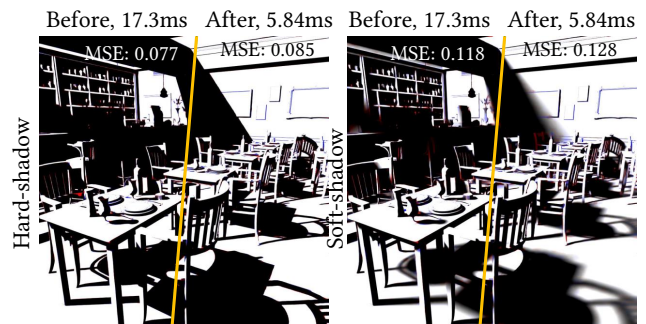 Before, 17.3ms After, 5.84ms
MSE: 0.077 MSE: 0.085
Hard-shadow
Before, 17.3ms After, 5.84ms
MSE: 0.118 MSE: 0.128
Soft-shadow